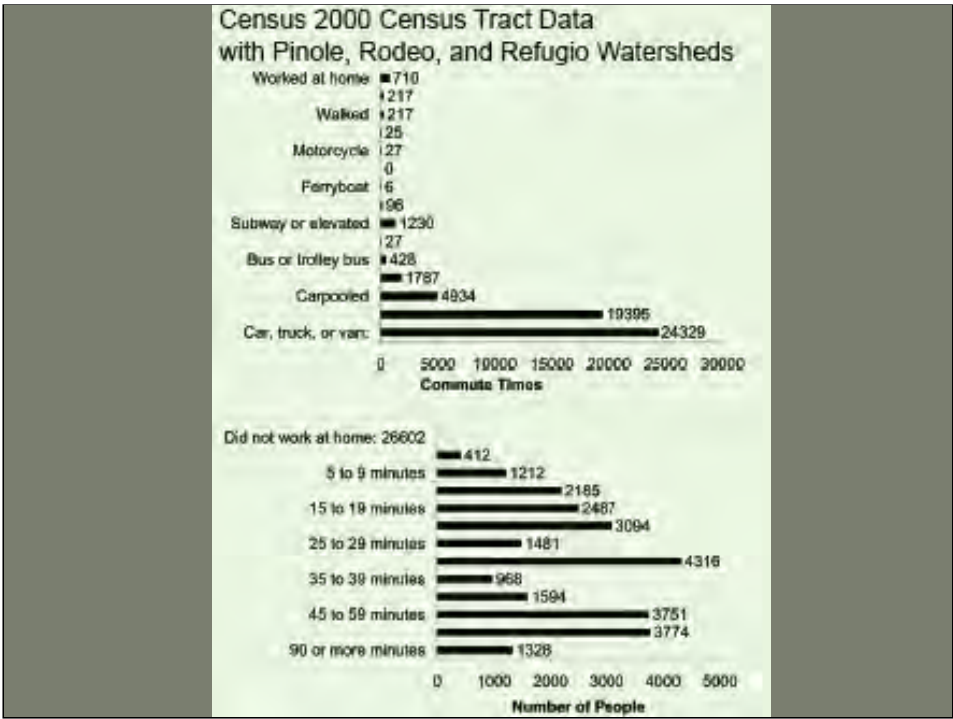 Census 2000 Census Tract Data
with Pinole, Rodeo, and Refugio Watersheds
Worked at home 710
217
Walked 217
25
Motorcycle 27
0
Ferryboat 6
96
Subway or elevated 1230
27
Bus or trolley bus 428
1787
Carpooled 4934
19395
Car, truck, or van: 24329
0 5000 10000 15000 20000 25000 30000
Commute Times
Did not work at home: 26602
412
5 to 9 minutes 1212
2185
15 to 19 minutes 2487
3094
25 to 29 minutes 1481
4316
35 to 39 minutes 968
1594
45 to 59 minutes 3751
3774
90 or more minutes 1328
0 1000 2000 3000 4000 5000
Number of People